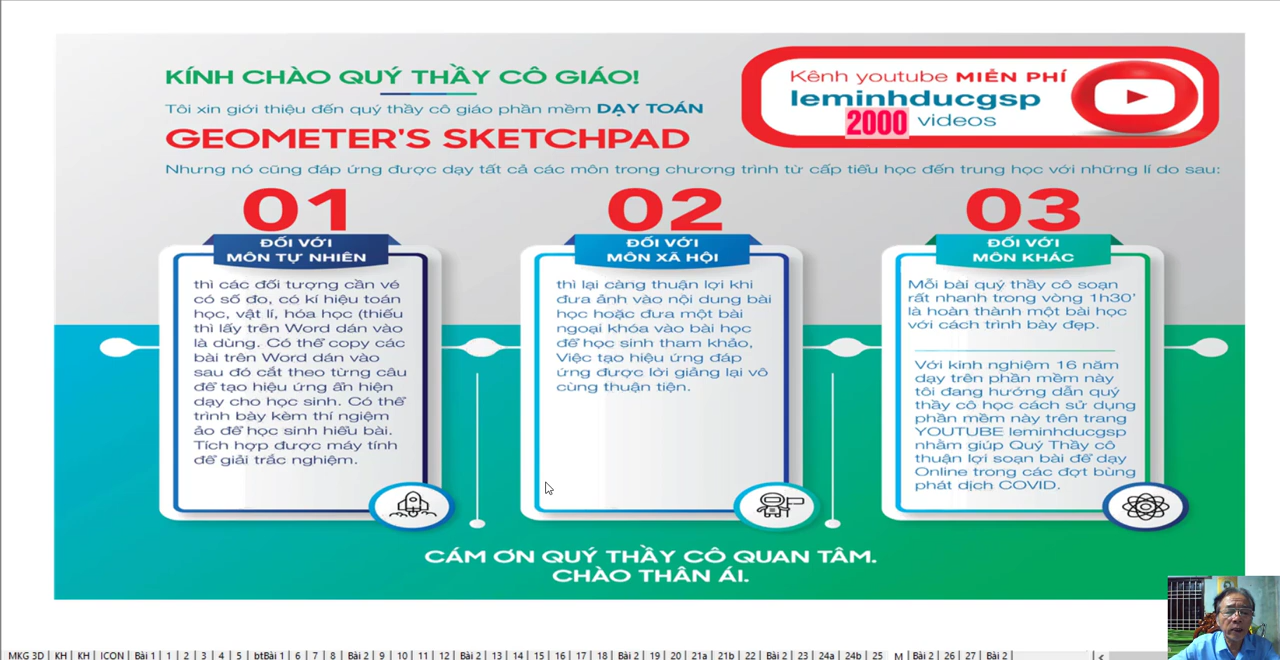 KÍNH CHÀO QUÝ THẦY CÔ GIÁO!
Tôi xin giới thiệu đến quý thầy cô giáo phần mềm DẠY TOÁN
GEOMETER'S SKETCHPAD
Kênh youtube MIỄN PHÍ
leminhducgsp
2000 videos
Nhưng nó cũng đáp ứng được dạy tất cả các môn trong chương trình từ cấp tiểu học đến trung học với những lí do sau:
01
ĐỐI VỚI
MÔN TỰ NHIÊN
thì các đối tượng cần vẽ
có số đo, có kí hiệu toán
học, vật lí, hóa học (thiếu
thì lấy trên Word dán vào
là dùng. Có thể copy các
bài trên Word dán vào
sau đó cắt theo từng câu
để tạo hiệu ứng ẩn hiện
dạy cho học sinh. Có thể
trình bày kèm thí ngiệm
ảo để học sinh hiểu bài.
Tích hợp được máy tính
để giải trắc nghiệm.
02
ĐỐI VỚI
MÔN XÃ HỘI
thì lại càng thuận lợi khi
đưa ảnh vào nội dung bài
học hoặc đưa một bài
ngoại khóa vào bài học
để học sinh tham khảo,
Việc tạo hiệu ứng đáp
ứng được lời giảng lại vô
cùng thuận tiện.
03
ĐỐI VỚI
MÔN KHÁC
Mỗi bài quý thầy cô soạn
rất nhanh trong vòng 1h30'
là hoàn thành một bài học
với cách trình bày đẹp.
Với kinh nghiệm 16 năm
dạy trên phần mềm này
tôi đang hướng dẫn quý
thầy cô học cách sử dụng
phần mềm này trên trang
YOUTUBE leminhducgsp
nhằm giúp Quý Thầy cô
thuận lợi soạn bài để dạy
Online trong các đợt bùng
phát dịch COVID.
CÁM ƠN QUÝ THẦY CÔ QUAN TÂM.
CHÀO THÂN ÁI.
MKG 3D | KH | KH | ICON | Bài 1 | 1 | 2 | 3 | 4 | 5 | btBài 1 | 6 | 7 | 8 | Bài 2 | 9 | 10 | 11 | 12 | Bài 2 | 13 | 14 | 15 | 16 | 17 | 18 | Bài 2 | 19 | 20 | 21a | 21b | 22 | Bài 2 | 23 | 24a | 24b | 25 M | Bài 2 | 26 | 27 | Bài 2 |